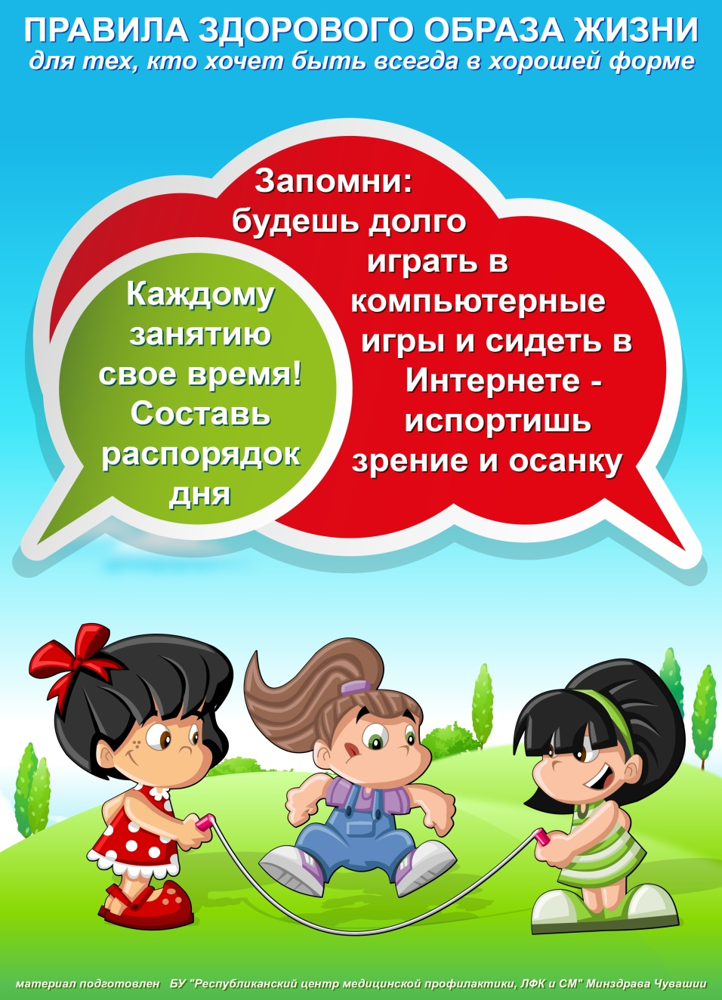 ПРАВИЛА ЗДОРОВОГО ОБРАЗА ЖИЗНИ
для тех, кто хочет быть всегда в хорошей форме
Запомни:
будешь долго
играть в
компьютерные
игры и сидеть в
Интернете -
испортишь
зрение и осанку
Каждому
занятию
свое время!
Составь
распорядок
дня
материал подготовлен БУ "Республиканский центр медицинской профилактики, ЛФК и СМ" Минздрава Чувашии